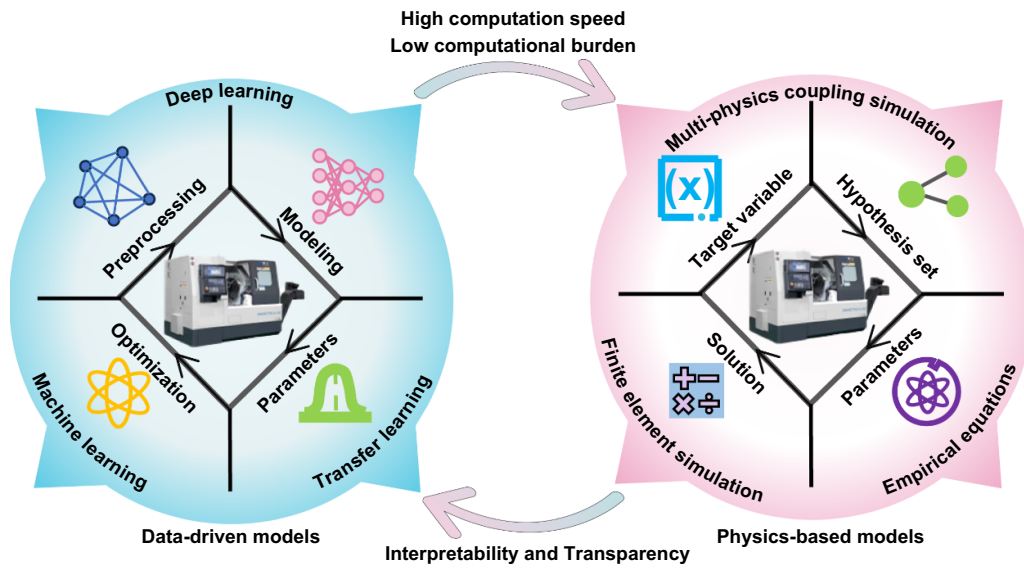 High computation speed
Low computational burden
Deep learning
Preprocessing
Modeling
Optimization
Parameters
Machine learning
Transfer learning
Data-driven models
Multi-physics coupling simulation
(x)
Target variable
Hypothesis set
Solution
Parameters
Finite element simulation
Empirical equations
Physics-based models
Interpretability and Transparency